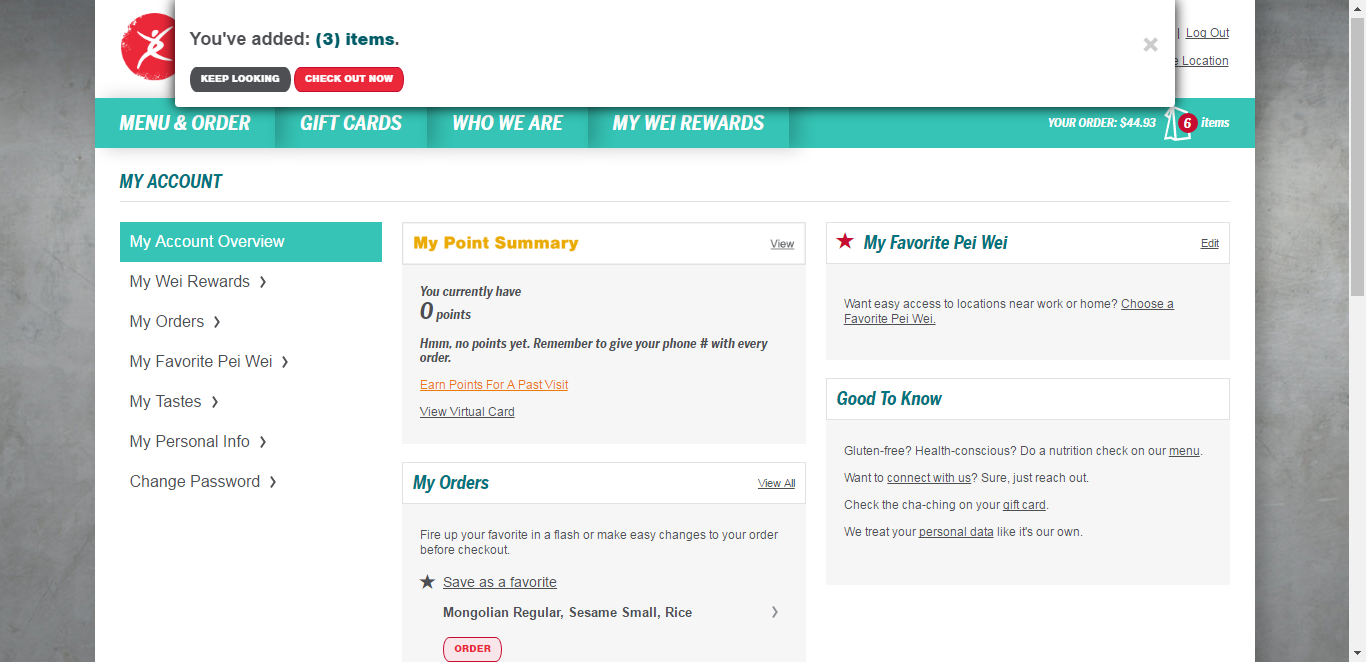 You've added: (3) items.
KEEP LOOKING
CHECK OUT NOW
| Log Out
Location
MENU & ORDER
GIFT CARDS
WHO WE ARE
MY WEI REWARDS
YOUR ORDER: $44.93
6 items
MY ACCOUNT
My Account Overview
My Wei Rewards
My Orders
My Favorite Pei Wei
My Tastes
My Personal Info
Change Password
My Point Summary
View
You currently have
0 points
Hmm, no points yet. Remember to give your phone # with every
order.
Earn Points For A Past Visit
View Virtual Card
My Orders
View All
Fire up your favorite in a flash or make easy changes to your order
before checkout.
Save as a favorite
Mongolian Regular, Sesame Small, Rice
ORDER
My Favorite Pei Wei
Edit
Want easy access to locations near work or home? Choose a
Favorite Pei Wei.
Good To Know
Gluten-free? Health-conscious? Do a nutrition check on our menu.
Want to connect with us? Sure, just reach out.
Check the cha-ching on your gift card.
We treat your personal data like it's our own.